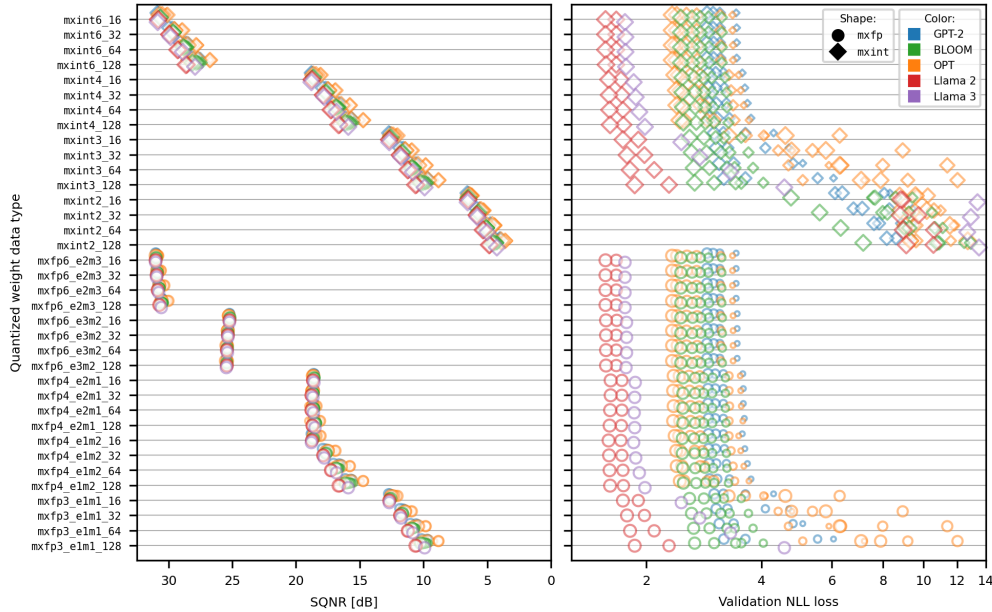 Quantized weight data type
mxint6_16
mxint6_32
mxint6_64
mxint6_128
mxint4_16
mxint4_32
mxint4_64
mxint4_128
mxint3_16
mxint3_32
mxint3_64
mxint3_128
mxint2_16
mxint2_32
mxint2_64
mxint2_128
mxfp6_e2m3_16
mxfp6_e2m3_32
mxfp6_e2m3_64
mxfp6_e2m3_128
mxfp6_e3m2_16
mxfp6_e3m2_32
mxfp6_e3m2_64
mxfp6_e3m2_128
mxfp4_e2m1_16
mxfp4_e2m1_32
mxfp4_e2m1_64
mxfp4_e2m1_128
mxfp4_e1m2_16
mxfp4_e1m2_32
mxfp4_e1m2_64
mxfp4_e1m2_128
mxfp3_e1m1_16
mxfp3_e1m1_32
mxfp3_e1m1_64
mxfp3_e1m1_128
30 25 20 15 10 5 0
SQNR [dB]
Shape:
mxfp
mxint
Color:
GPT-2
BLOOM
OPT
Llama 2
Llama 3
2 4 6 8 10 12 14
Validation NLL loss